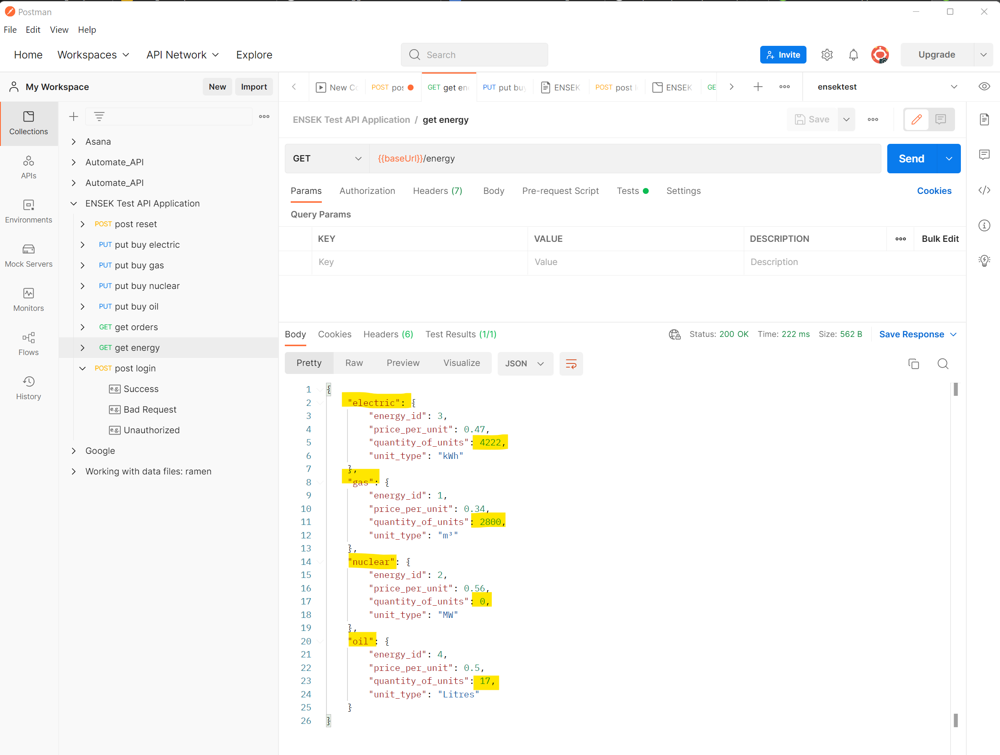 Postman
File Edit View Help
Home Workspaces API Network Explore Search Invite Upgrade
My Workspace New Import
New Co POST pos GET get en PUT put buy ENSEK POST post l ENSEK GE ensektest
Collections
APIs
Environments
Mock Servers
Monitors
Flows
History
Asana
Automate_API
Automate_API
ENSEK Test API Application
POST post reset
PUT put buy electric
PUT put buy gas
PUT put buy nuclear
PUT put buy oil
GET get orders
GET get energy
POST post login
e.g. Success
e.g. Bad Request
e.g. Unauthorized
Google
Working with data files: ramen
ENSEK Test API Application / get energy Save
GET {{baseUrl}}/energy Send
Params Authorization Headers (7) Body Pre-request Script Tests Settings Cookies
Query Params
KEY VALUE DESCRIPTION Bulk Edit
Key Value Description
Body Cookies Headers (6) Test Results (1/1) Status: 200 OK Time: 222 ms Size: 562 B Save Response
Pretty Raw Preview Visualize JSON
1 {
2 "electric": {
3 "energy_id": 3,
4 "price_per_unit": 0.47,
5 "quantity_of_units": 4222,
6 "unit_type": "kWh"
7 },
8 "gas": {
9 "energy_id": 1,
10 "price_per_unit": 0.34,
11 "quantity_of_units": 2800,
12 "unit_type": "m³"
13 },
14 "nuclear": {
15 "energy_id": 2,
16 "price_per_unit": 0.56,
17 "quantity_of_units": 0,
18 "unit_type": "MW"
19 },
20 "oil": {
21 "energy_id": 4,
22 "price_per_unit": 0.5,
23 "quantity_of_units": 17,
24 "unit_type": "Litres"
25 }
26 }